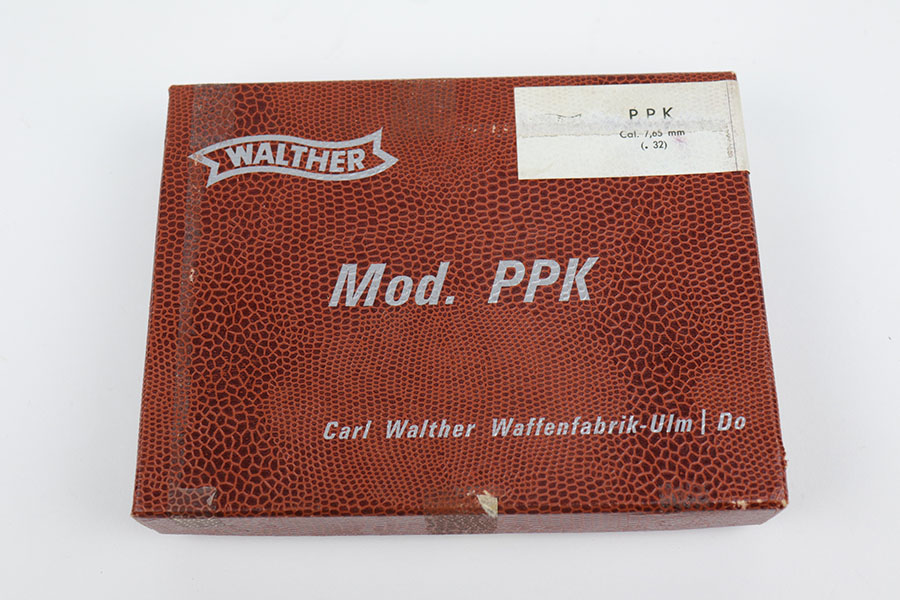 WALTHER
PPK
Cal. 7,65 mm
(. 32)
Mod. PPK
Carl Walther Waffenfabrik-Ulm | Do